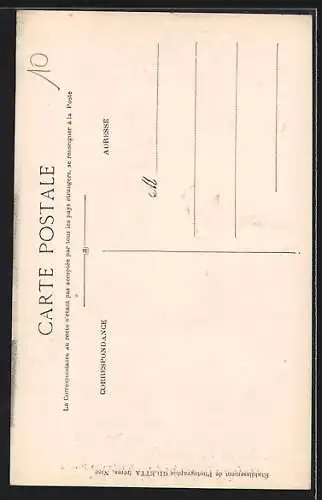 10
CARTE POSTALE
La Correspondance au recto n'étant pas acceptée par tous les pays étrangers, se renseigner à la Poste
CORRESPONDANCE
ADRESSE
M
Etablissement de Photographie GILETTA frères, Nice